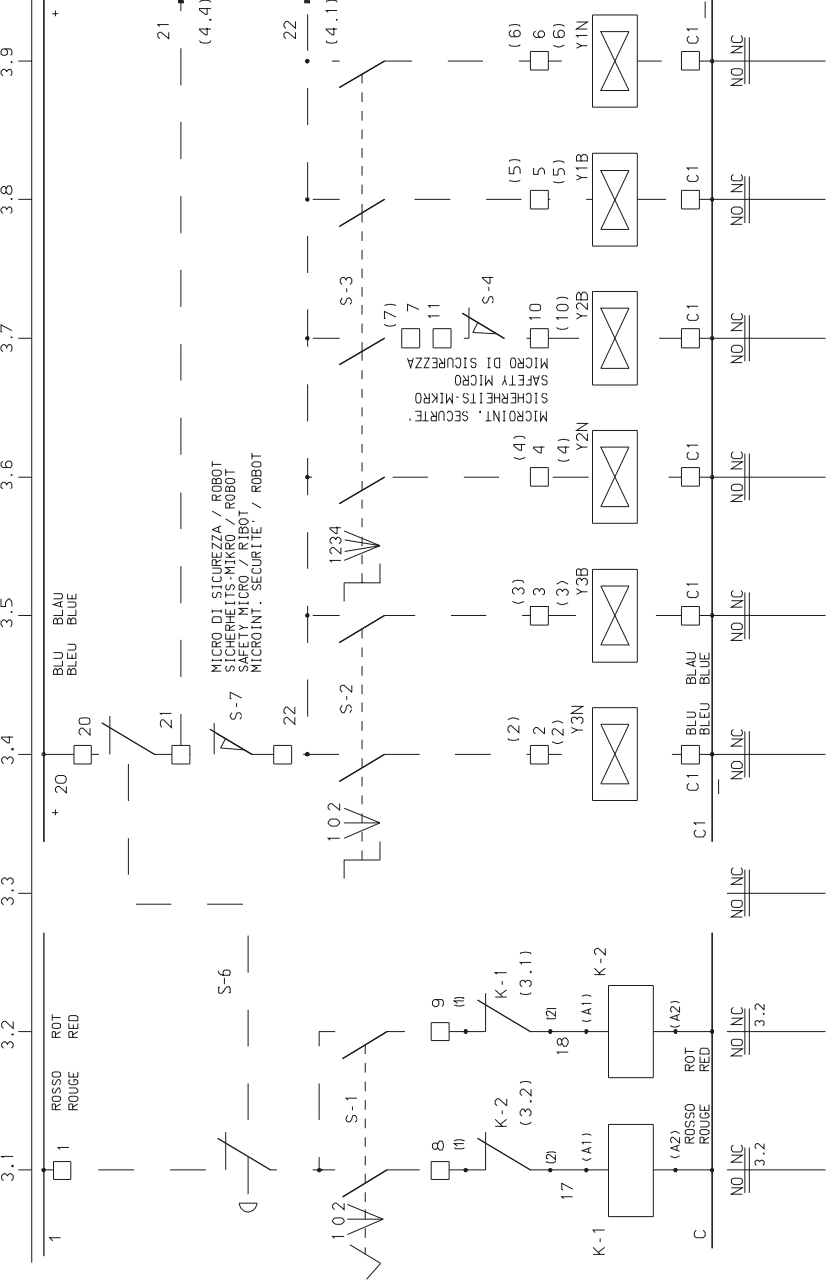 3.1
3.2
3.3
3.4
3.5
3.6
3.7
3.8
3.9
1
1
ROSSO ROT
ROUGE RED
+
20
20
BLU BLAU
BLEU BLUE
+
21
21
(4.4)
S-6
S-7
MICRO DI SICUREZZA / ROBOT
SICHERHEITS-MIKRO / ROBOT
SAFETY MICRO / RIBOT
MICROINT. SECURITE' / ROBOT
22
22
(4.1)
1 0 2
S-1
1 0 2
S-2
1234
S-3
(7)
7
11
S-4
MICROINT. SECURTE'
SICHERHEITS-MIKRO
SAFETY MICRO
MICRO DI SICUREZZA
8
(1)
K-2
(3.2)
(2)
17
(A1)
K-1
(A2)
9
(1)
K-1
(3.1)
(2)
18
(A1)
K-2
(A2)
(2)
2
(2)
Y3N
(3)
3
(3)
Y3B
(4)
4
(4)
Y2N
10
(10)
Y2B
(5)
5
(5)
Y1B
(6)
6
(6)
Y1N
C
ROSSO ROT
ROUGE RED
C1
C1
BLU BLAU
BLEU BLUE
C1
C1
C1
C1
C1
NO NC
3.2
NO NC
3.2
NO NC
NO NC
NO NC
NO NC
NO NC
NO NC
NO NC